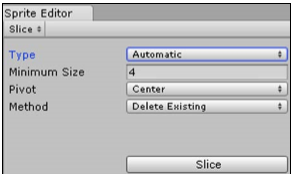 Sprite Editor
Slice
Type Automatic
Minimum Size 4
Pivot Center
Method Delete Existing
Slice